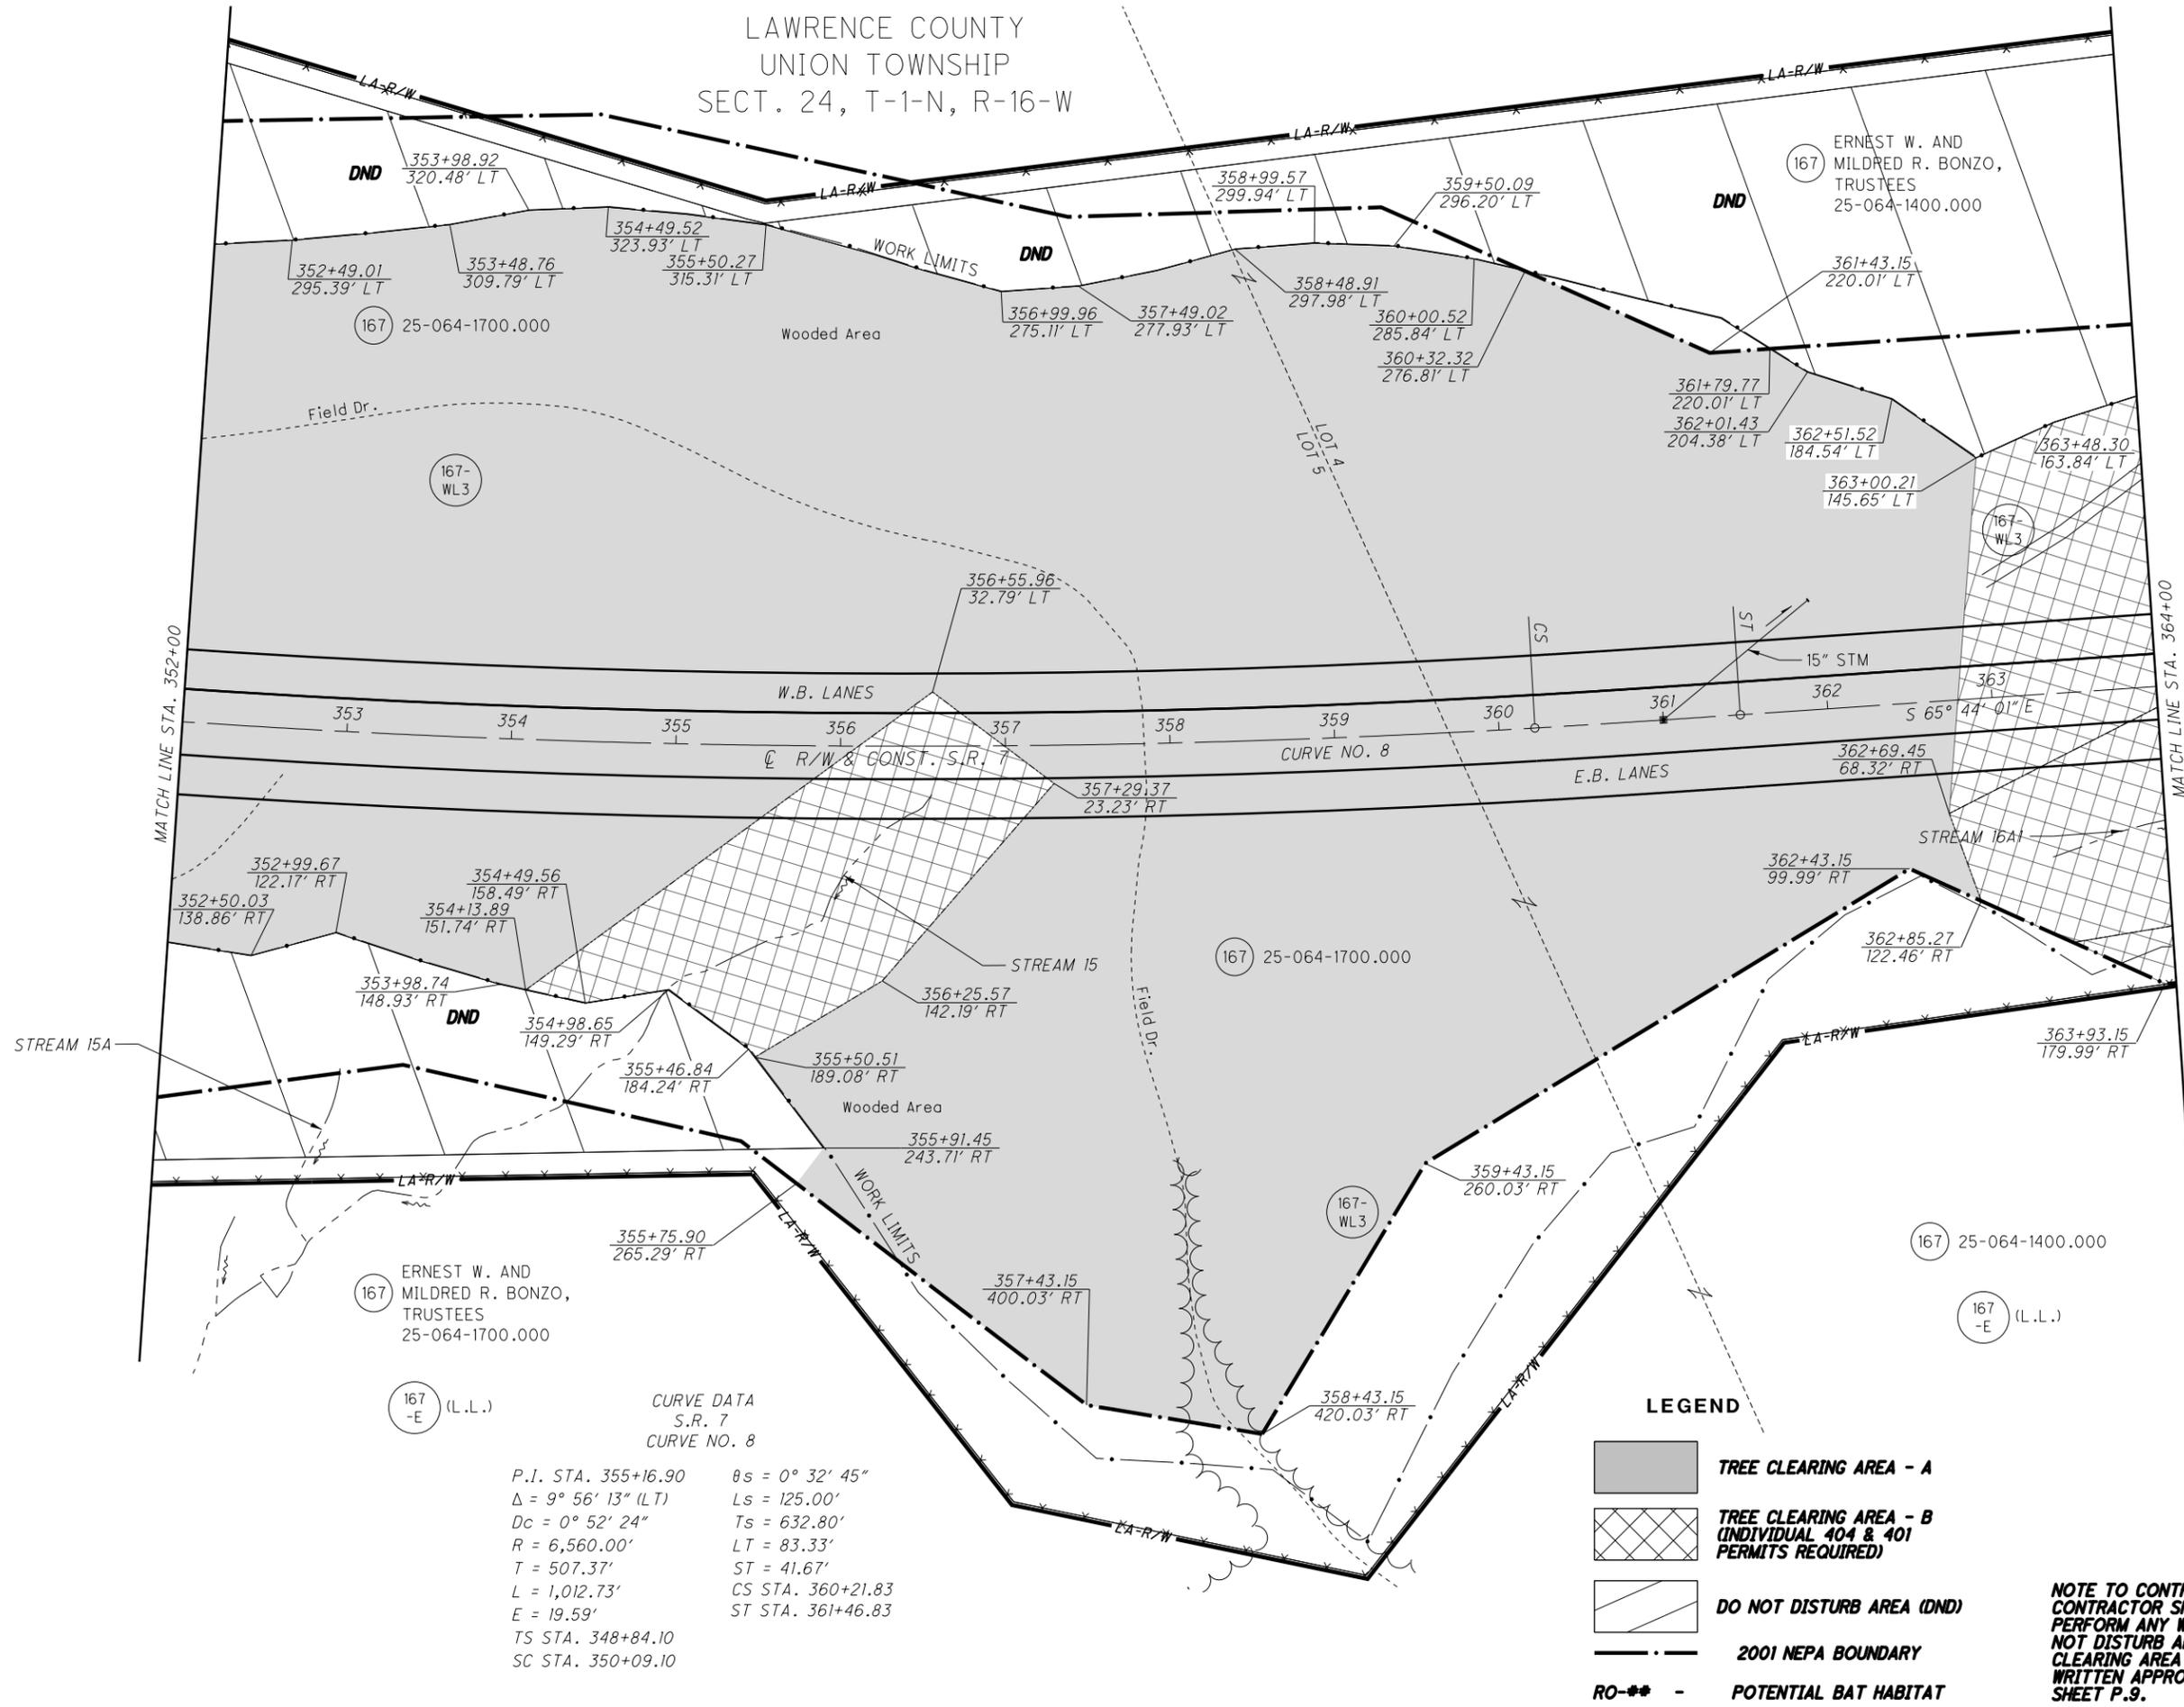 LAWRENCE COUNTY
UNION TOWNSHIP
SECT. 24, T-1-N, R-16-W
LA-R/W
LA-R/W
LA-R/W
LA-R/W
DND
353+98.92
320.48' LT
352+49.01
295.39' LT
353+48.76
309.79' LT
354+49.52
323.93' LT
355+50.27
315.31' LT
WORK LIMITS
DND
358+99.57
299.94' LT
359+50.09
296.20' LT
DND
167
ERNEST W. AND
MILDRED R. BONZO,
TRUSTEES
25-064-1400.000
361+43.15
220.01' LT
356+99.96
275.11' LT
357+49.02
277.93' LT
358+48.91
297.98' LT
360+00.52
285.84' LT
360+32.32
276.81' LT
361+79.77
220.01' LT
362+01.43
204.38' LT
362+51.52
184.54' LT
363+00.21
145.65' LT
363+48.30
163.84' LT
167 25-064-1700.000
Wooded Area
Field Dr.
167-
WL3
LOT 4
LOT 5
167-
WL3
MATCH LINE STA. 352+00
MATCH LINE STA. 364+00
356+55.96
32.79' LT
CS
ST
15" STM
W.B. LANES
353
354
355
356
357
358
359
360
361
362
363
S 65° 44' 01" E
℄ R/W & CONST. S.R. 7
CURVE NO. 8
E.B. LANES
362+69.45
68.32' RT
357+29.37
23.23' RT
STREAM 16A1
352+99.67
122.17' RT
352+50.03
138.86' RT
354+49.56
158.49' RT
354+13.89
151.74' RT
362+43.15
99.99' RT
362+85.27
122.46' RT
353+98.74
148.93' RT
DND
354+98.65
149.29' RT
STREAM 15
356+25.57
142.19' RT
167 25-064-1700.000
Field Dr.
STREAM 15A
355+46.84
184.24' RT
355+50.51
189.08' RT
Wooded Area
355+91.45
243.71' RT
WORK LIMITS
LA-R/W
363+93.15
179.99' RT
LA-R/W
LA-R/W
359+43.15
260.03' RT
167-
WL3
355+75.90
265.29' RT
357+43.15
400.03' RT
167 25-064-1400.000
167
-E
(L.L.)
167
ERNEST W. AND
MILDRED R. BONZO,
TRUSTEES
25-064-1700.000
167
-E
(L.L.)
358+43.15
420.03' RT
LA-R/W
LA-R/W
CURVE DATA
S.R. 7
CURVE NO. 8
P.I. STA. 355+16.90
Δ = 9° 56' 13" (LT)
Dc = 0° 52' 24"
R = 6,560.00'
T = 507.37'
L = 1,012.73'
E = 19.59'
TS STA. 348+84.10
SC STA. 350+09.10
θs = 0° 32' 45"
Ls = 125.00'
Ts = 632.80'
LT = 83.33'
ST = 41.67'
CS STA. 360+21.83
ST STA. 361+46.83
LEGEND
TREE CLEARING AREA - A
TREE CLEARING AREA - B
(INDIVIDUAL 404 & 401
PERMITS REQUIRED)
DO NOT DISTURB AREA (DND)
2001 NEPA BOUNDARY
RO-## - POTENTIAL BAT HABITAT
NOTE TO
CONTRACTOR
PERFORM ANY
NOT DISTURB
CLEARING AREA
WRITTEN
SHEET P.9.